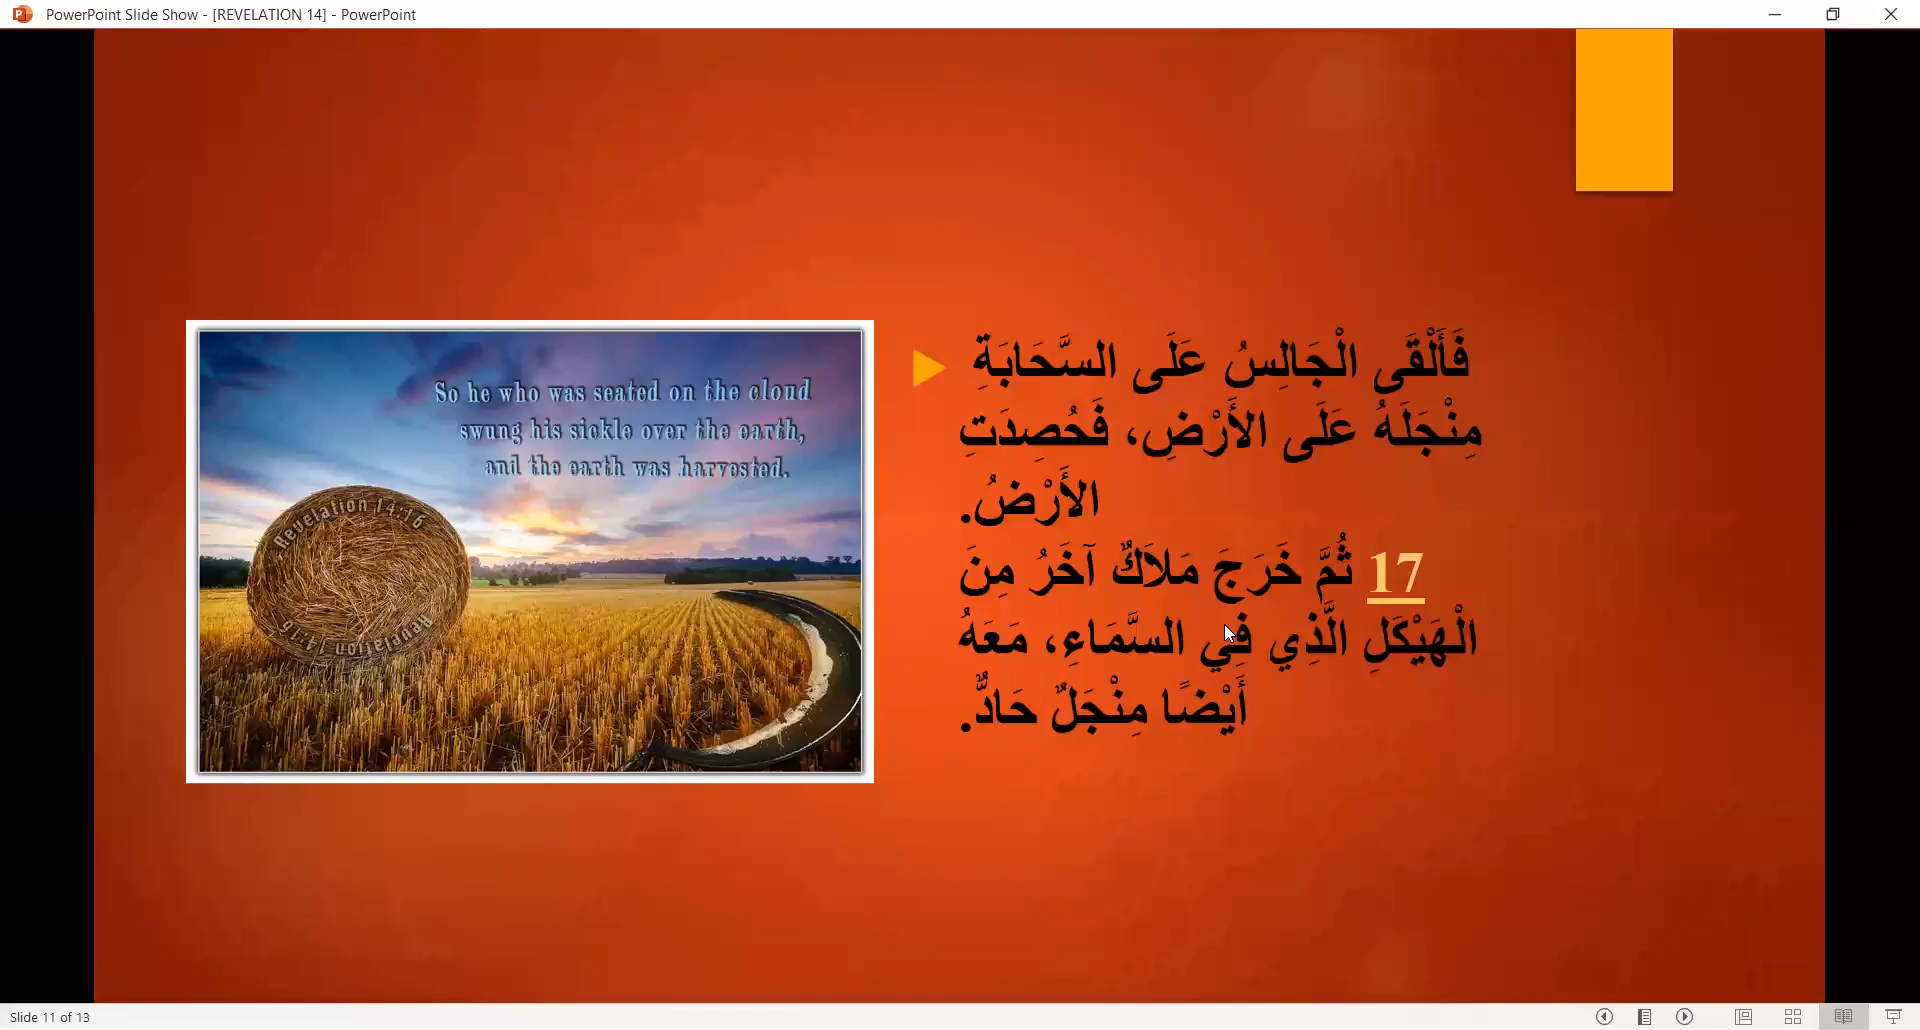 PowerPoint Slide Show - [REVELATION 14] - PowerPoint
So he who was seated on the cloud
swung his sickle over the earth,
and the earth was harvested.
Revelation 14:16
Revelation 14:16
فَأَلْقَى الْجَالِسُ عَلَى السَّحَابَةِ
مِنْجَلَهُ عَلَى الأَرْضِ، فَحُصِدَتِ
الأَرْضُ.
17 ثُمَّ خَرَجَ مَلاَكٌ آخَرُ مِنَ
الْهَيْكَلِ الَّذِي فِي السَّمَاءِ، مَعَهُ
أَيْضًا مِنْجَلٌ حَادٌّ.
Slide 11 of 13